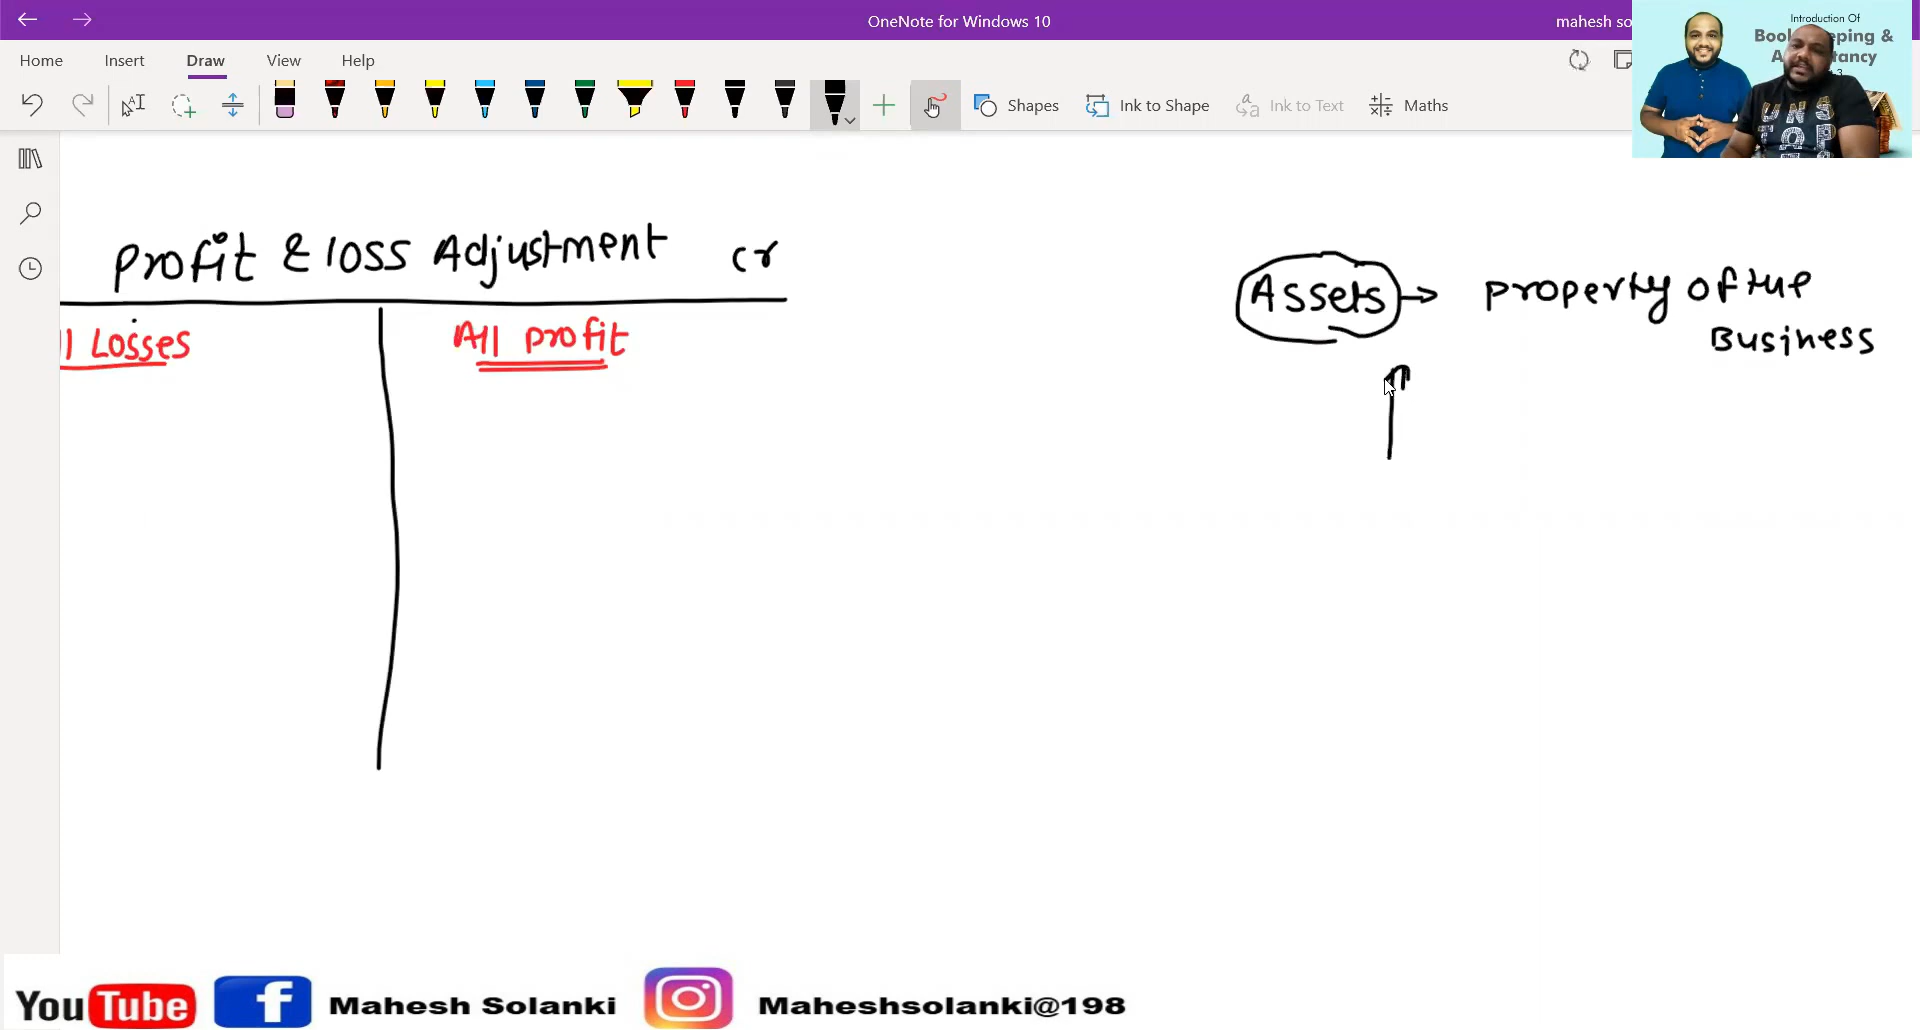 OneNote for Windows 10
mahesh so
Home Insert Draw View Help
Shapes Ink to Shape Ink to Text Maths
Introduction Of
Profit & loss Adjustment cr
ll Losses
All Profit
Assets → Property of the
Business
YouTube f Mahesh Solanki Maheshsolanki@198